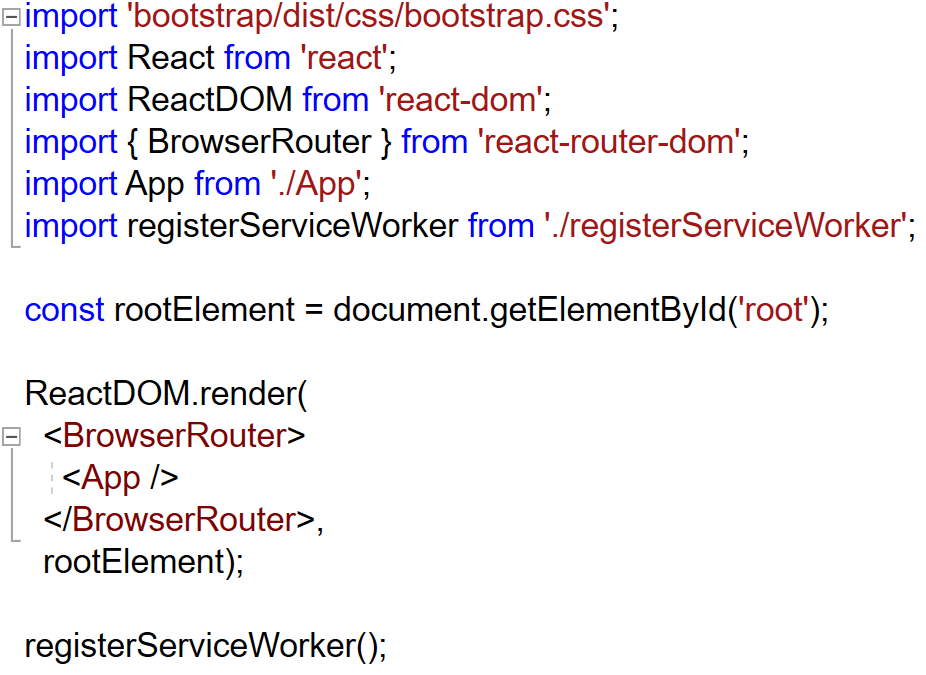 import 'bootstrap/dist/css/bootstrap.css';
import React from 'react';
import ReactDOM from 'react-dom';
import { BrowserRouter } from 'react-router-dom';
import App from './App';
import registerServiceWorker from './registerServiceWorker';
const rootElement = document.getElementById('root');
ReactDOM.render(
<BrowserRouter>
<App />
</BrowserRouter>,
rootElement);
registerServiceWorker();